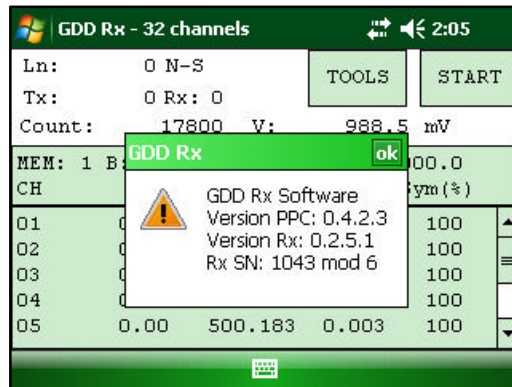 GDD Rx - 32 channels 2:05
Ln: 0 N-S
TOOLS START
Tx: 0 Rx: 0
Count: 17800 V: 988.5 mV
MEM: 1 B
GDD Rx ok
00.0
CH
ym(%)
GDD Rx Software
Version PPC: 0.4.2.3
Version Rx: 0.2.5.1
Rx SN: 1043 mod 6
01 100
02 100
03 100
04 100
05 0.00 500.183 0.003 100